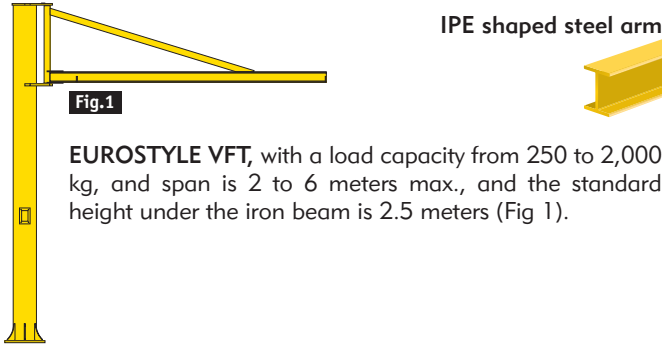 IPE shaped steel arm
Fig.1
EUROSTYLE VFT, with a load capacity from 250 to 2,000
kg, and span is 2 to 6 meters max., and the standard
height under the iron beam is 2.5 meters (Fig 1).